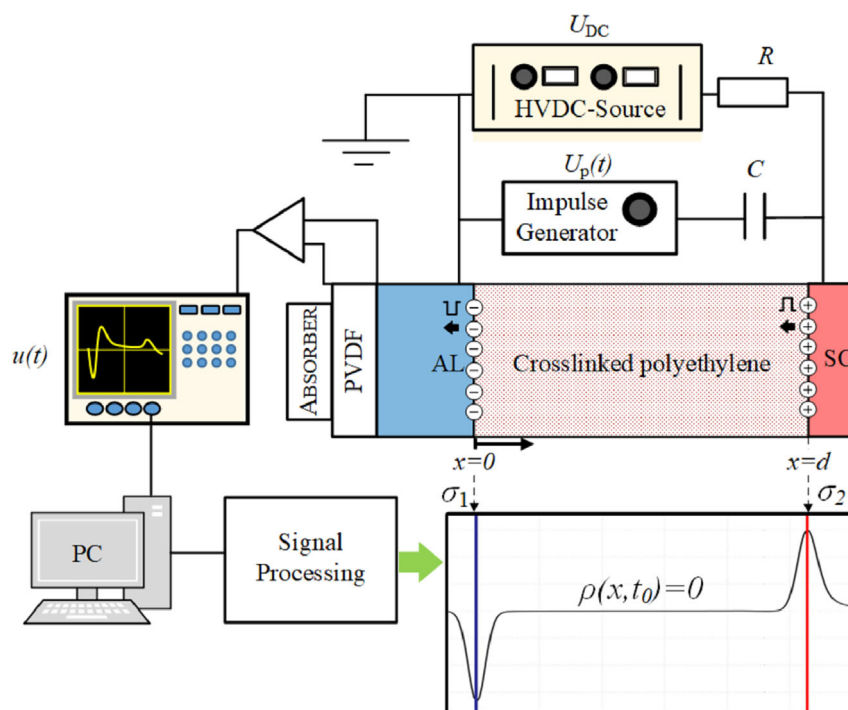 U_DC
R
HVDC-Source
U_p(t)
C
Impulse
Generator
ABSORBER
PVDF
AL
Crosslinked polyethylene
SC
u(t)
x=0
x=d
σ₁
σ₂
PC
Signal
Processing
ρ(x,t₀)=0